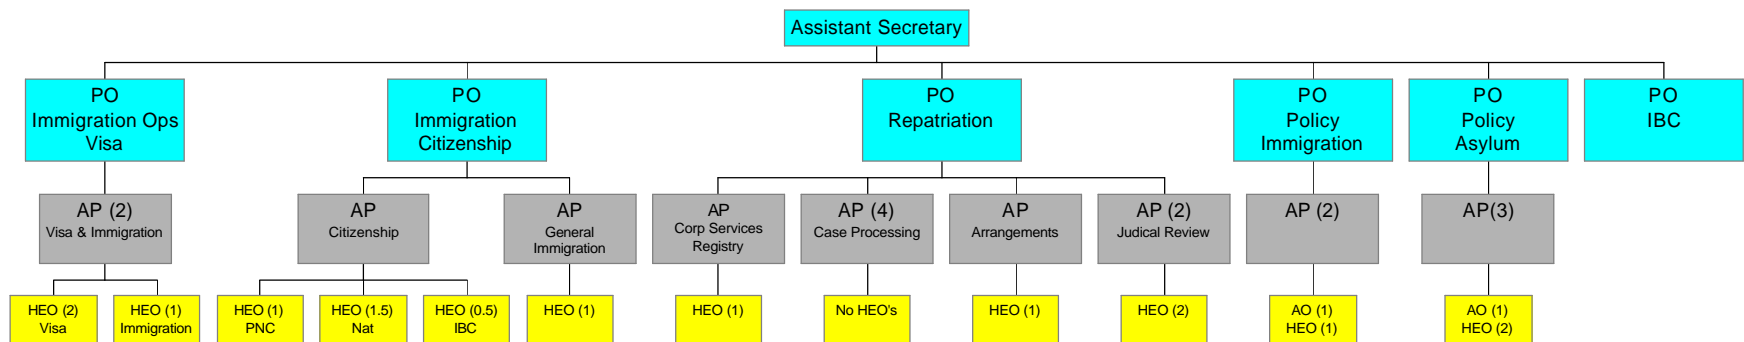 Assistant Secretary
PO
Immigration Ops
Visa
PO
Immigration
Citizenship
PO
Repatriation
PO
Policy
Immigration
PO
Policy
Asylum
PO
IBC
AP (2)
Visa & Immigration
AP
Citizenship
AP
General
Immigration
AP
Corp Services
Registry
AP (4)
Case Processing
AP
Arrangements
AP (2)
Judical Review
AP (2)
AP(3)
HEO (2)
Visa
HEO (1)
Immigration
HEO (1)
PNC
HEO (1.5)
Nat
HEO (0.5)
IBC
HEO (1)
HEO (1)
No HEO's
HEO (1)
HEO (2)
AO (1)
HEO (1)
AO (1)
HEO (2)